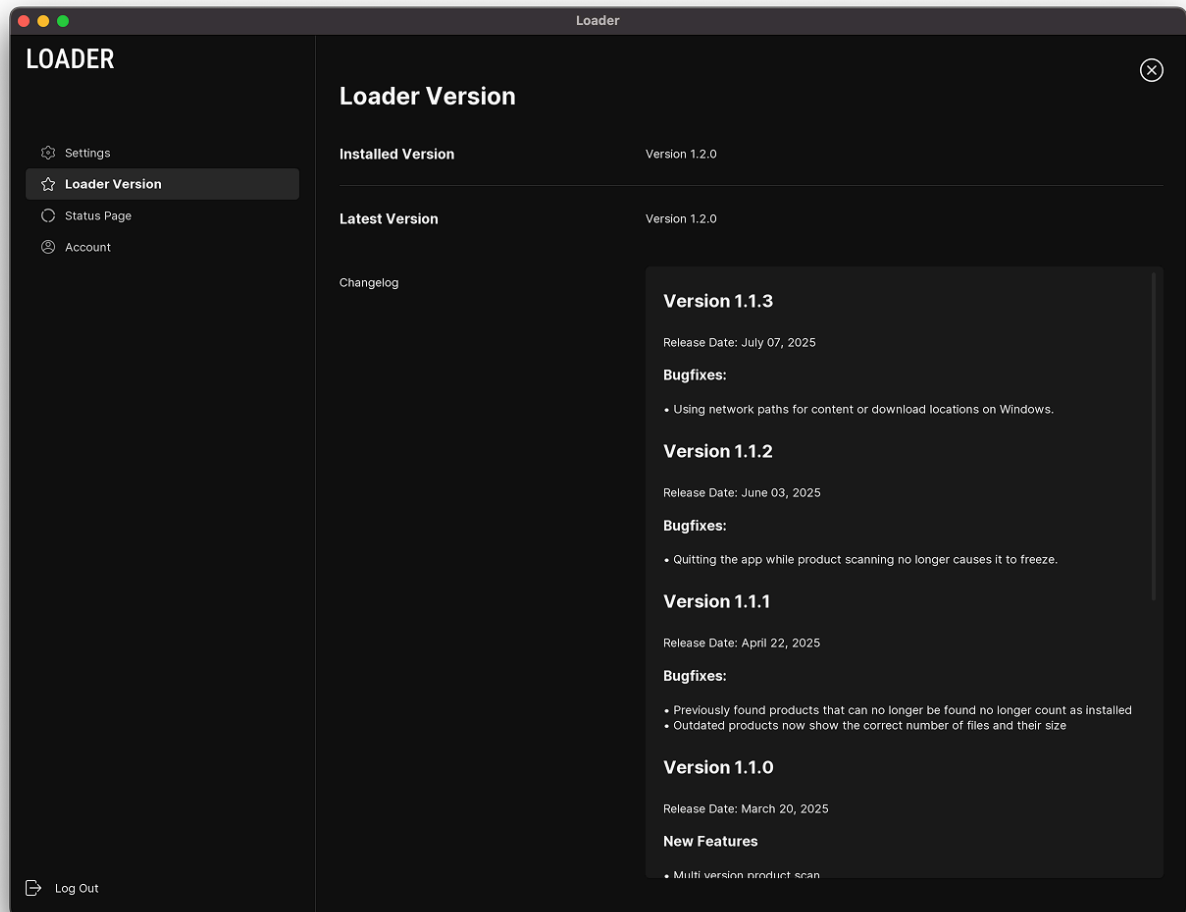 Loader
LOADER
Settings
Loader Version
Status Page
Account
Log Out
Loader Version
Installed Version Version 1.2.0
Latest Version Version 1.2.0
Changelog
Version 1.1.3
Release Date: July 07, 2025
Bugfixes:
• Using network paths for content or download locations on Windows.
Version 1.1.2
Release Date: June 03, 2025
Bugfixes:
• Quitting the app while product scanning no longer causes it to freeze.
Version 1.1.1
Release Date: April 22, 2025
Bugfixes:
• Previously found products that can no longer be found no longer count as installed
• Outdated products now show the correct number of files and their size
Version 1.1.0
Release Date: March 20, 2025
New Features
• Multi version product scan